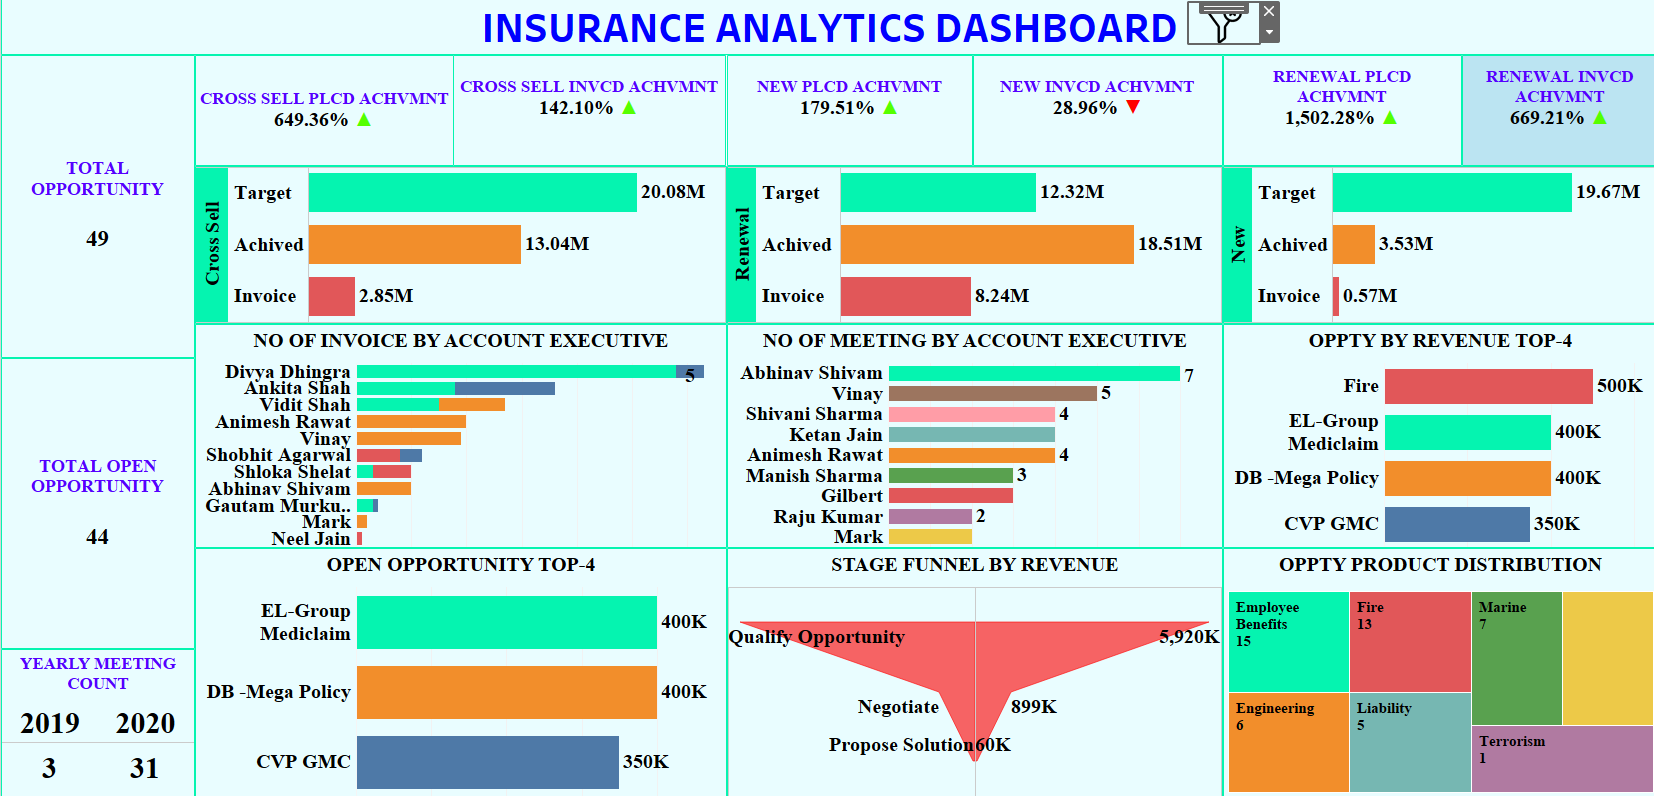 INSURANCE ANALYTICS DASHBOARD
TOTAL
OPPORTUNITY
49
TOTAL OPEN
OPPORTUNITY
44
YEARLY MEETING
COUNT
2019 2020
3 31
CROSS SELL PLCD ACHVMNT
649.36% ▲
CROSS SELL INVCD ACHVMNT
142.10% ▲
NEW PLCD ACHVMNT
179.51% ▲
NEW INVCD ACHVMNT
28.96% ▼
RENEWAL PLCD
ACHVMNT
1,502.28% ▲
RENEWAL INVCD
ACHVMNT
669.21% ▲
Cross Sell
Target 20.08M
Achived 13.04M
Invoice 2.85M
Renewal
Target 12.32M
Achived 18.51M
Invoice 8.24M
New
Target 19.67M
Achived 3.53M
Invoice 0.57M
NO OF INVOICE BY ACCOUNT EXECUTIVE
Divya Dhingra 5
Ankita Shah
Vidit Shah
Animesh Rawat
Vinay
Shobhit Agarwal
Shloka Shelat
Abhinav Shivam
Gautam Murku..
Mark
Neel Jain
NO OF MEETING BY ACCOUNT EXECUTIVE
Abhinav Shivam 7
Vinay 5
Shivani Sharma 4
Ketan Jain
Animesh Rawat 4
Manish Sharma 3
Gilbert
Raju Kumar 2
Mark
OPPTY BY REVENUE TOP-4
Fire 500K
EL-Group
Mediclaim 400K
DB -Mega Policy 400K
CVP GMC 350K
OPEN OPPORTUNITY TOP-4
EL-Group
Mediclaim 400K
DB -Mega Policy 400K
CVP GMC 350K
STAGE FUNNEL BY REVENUE
Qualify Opportunity 5,920K
Negotiate 899K
Propose Solution 60K
OPPTY PRODUCT DISTRIBUTION
Employee
Benefits
15
Fire
13
Marine
7
Engineering
6
Liability
5
Terrorism
1